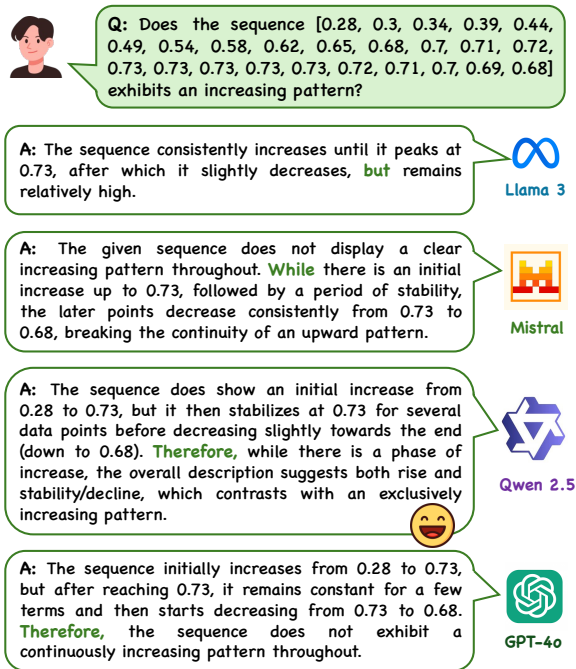 Q: Does the sequence [0.28, 0.3, 0.34, 0.39, 0.44,
0.49, 0.54, 0.58, 0.62, 0.65, 0.68, 0.7, 0.71, 0.72,
0.73, 0.73, 0.73, 0.73, 0.73, 0.72, 0.71, 0.7, 0.69, 0.68]
exhibits an increasing pattern?
A: The sequence consistently increases until it peaks at
0.73, after which it slightly decreases, but remains
relatively high.
Llama 3
A: The given sequence does not display a clear
increasing pattern throughout. While there is an initial
increase up to 0.73, followed by a period of stability,
the later points decrease consistently from 0.73 to
0.68, breaking the continuity of an upward pattern.
Mistral
A: The sequence does show an initial increase from
0.28 to 0.73, but it then stabilizes at 0.73 for several
data points before decreasing slightly towards the end
(down to 0.68). Therefore, while there is a phase of
increase, the overall description suggests both rise and
stability/decline, which contrasts with an exclusively
increasing pattern.
Qwen 2.5
A: The sequence initially increases from 0.28 to 0.73,
but after reaching 0.73, it remains constant for a few
terms and then starts decreasing from 0.73 to 0.68.
Therefore, the sequence does not exhibit a
continuously increasing pattern throughout.
GPT-4o